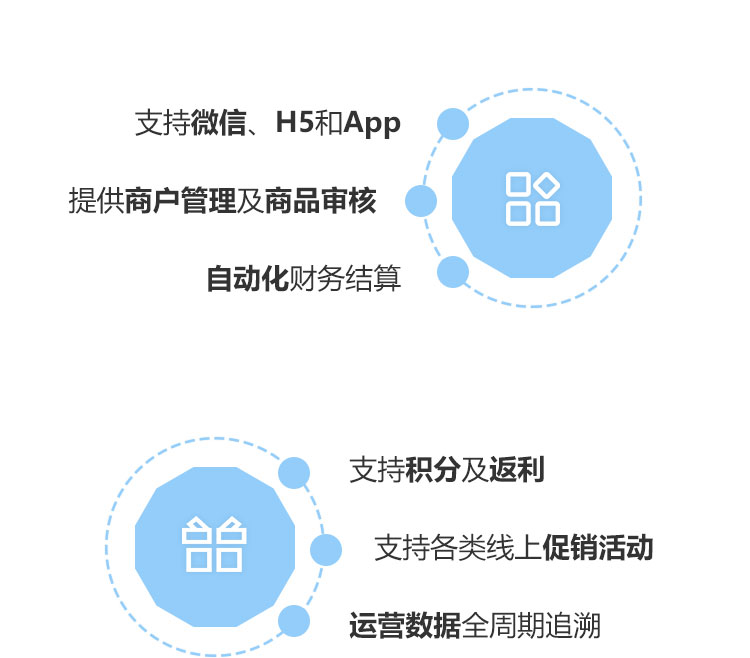 支持微信、H5和App
提供商户管理及商品审核
自动化财务结算
支持积分及返利
支持各类线上促销活动
运营数据全周期追溯